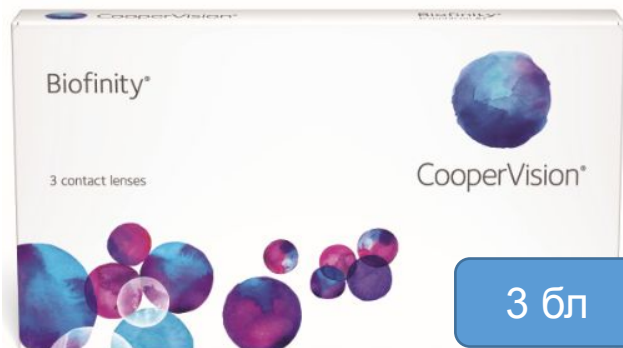 CooperVision®
Biofinity®
Biofinity®
3 contact lenses
CooperVision®
3 бл